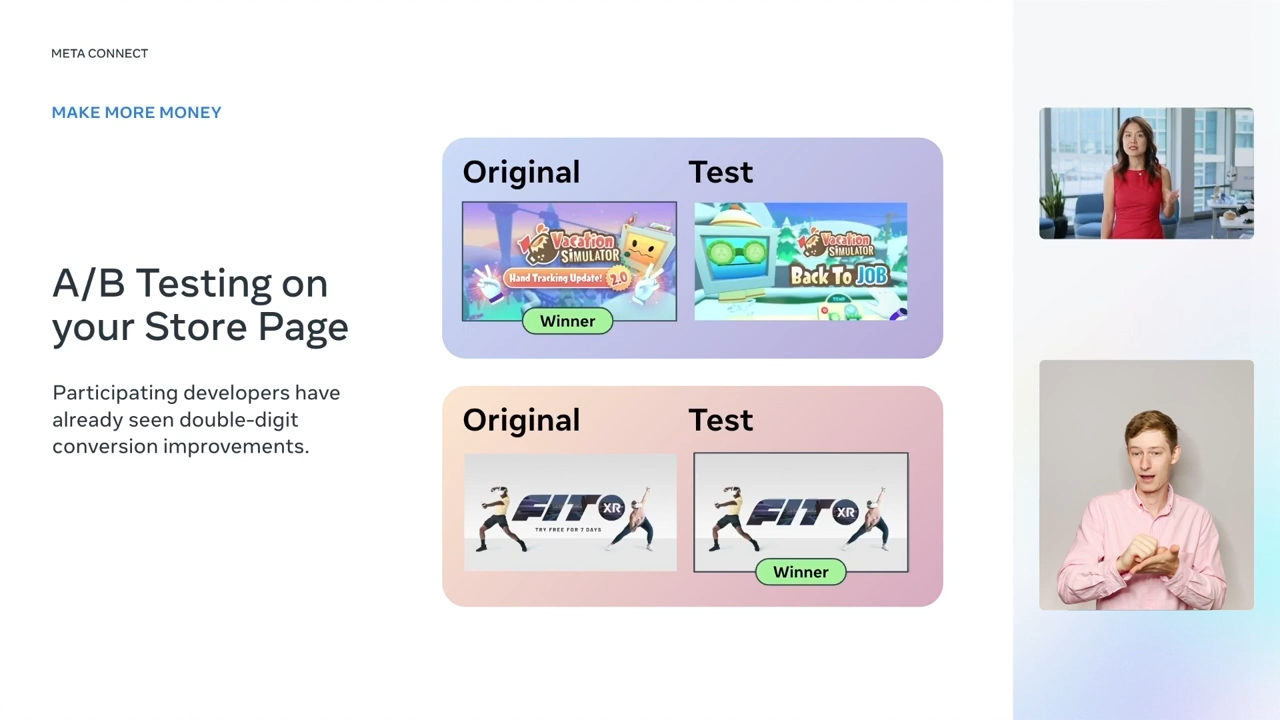 META CONNECT
MAKE MORE MONEY
A/B Testing on
your Store Page
Participating developers have
already seen double-digit
conversion improvements.
Original
Test
Vacation
SIMULATOR
Hand Tracking Update! 2.0
Winner
Vacation
SIMULATOR
Back To JOB
Original
Test
FIT XR
TRY FREE FOR 7 DAYS
FIT XR
Winner